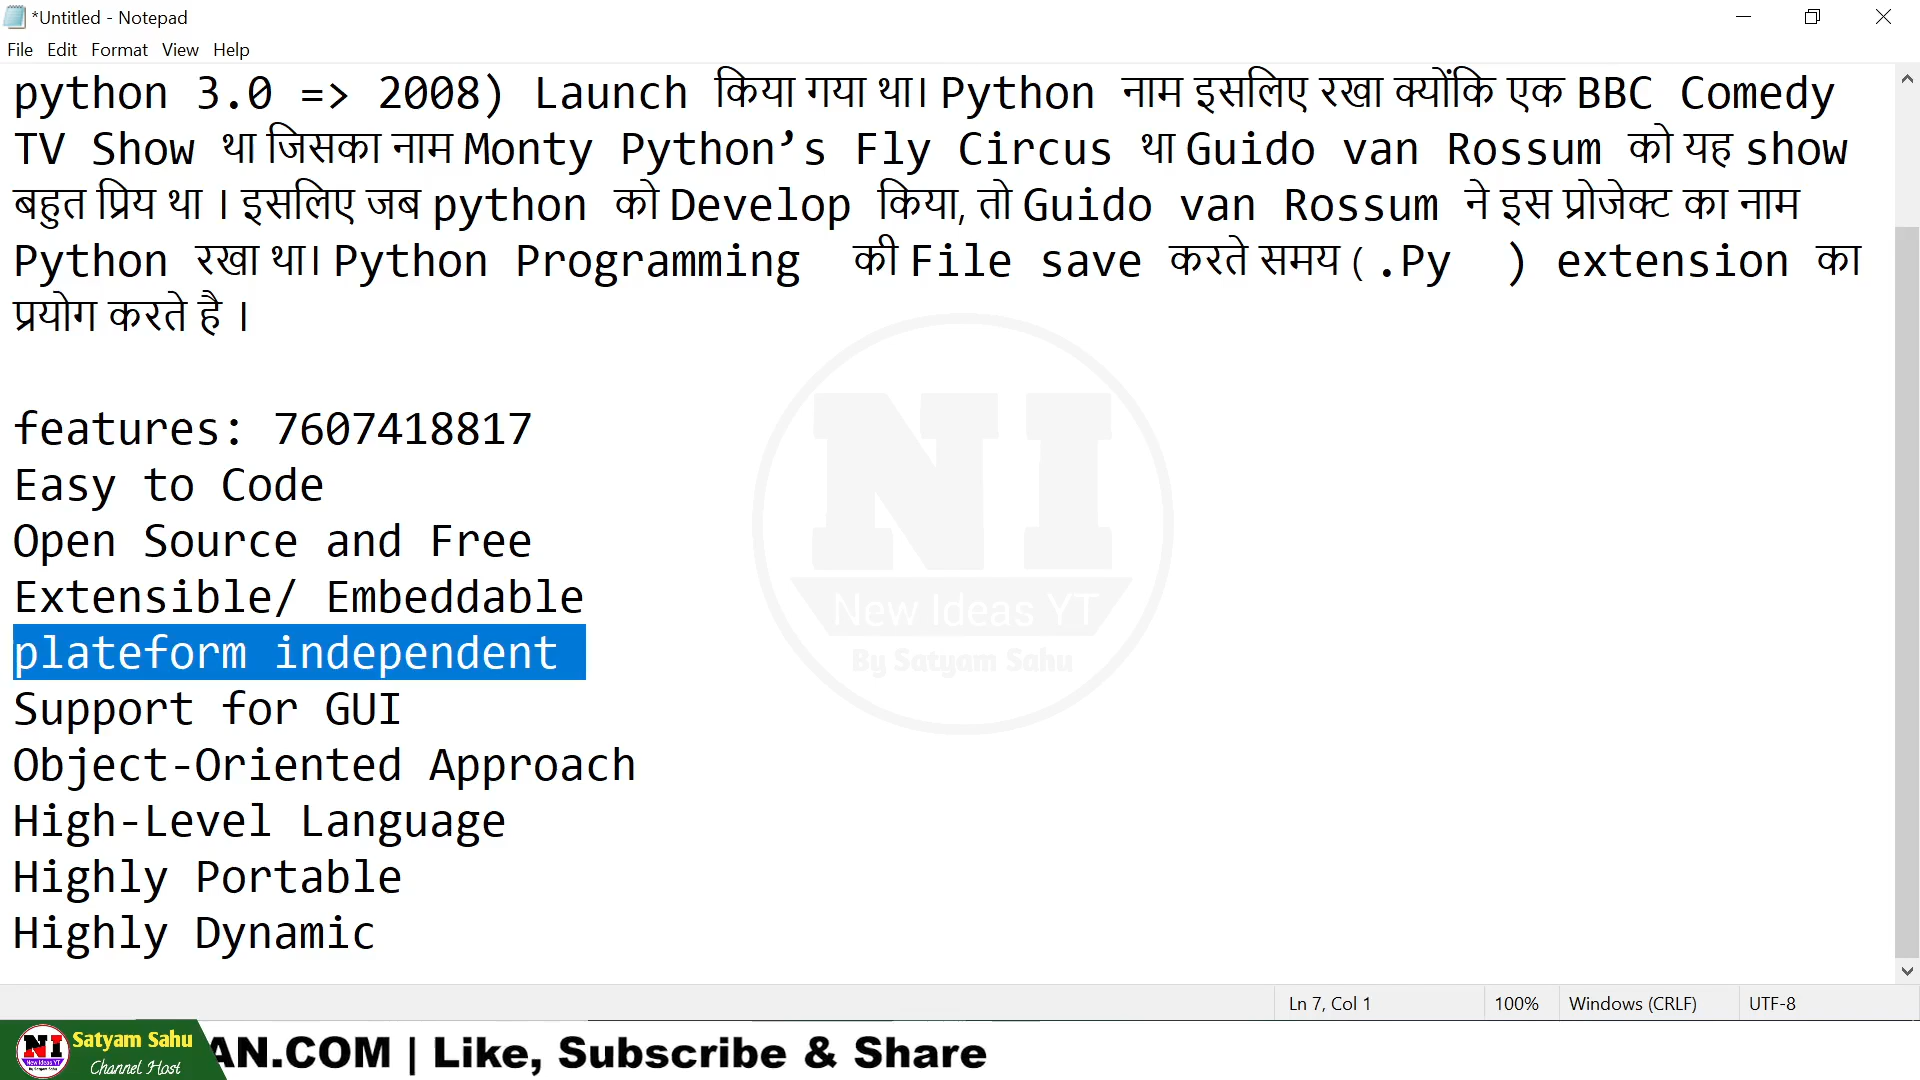 *Untitled - Notepad
File Edit Format View Help
python 3.0 => 2008) Launch किया गया था। Python नाम इसलिए रखा क्योंकि एक BBC Comedy
TV Show था जिसका नाम Monty Python’s Fly Circus था Guido van Rossum को यह show
बहुत प्रिय था । इसलिए जब python को Develop किया, तो Guido van Rossum ने इस प्रोजेक्ट का नाम
Python रखा था। Python Programming की File save करते समय ( .Py ) extension का
प्रयोग करते है ।
features: 7607418817
Easy to Code
Open Source and Free
Extensible/ Embeddable
plateform independent
Support for GUI
Object-Oriented Approach
High-Level Language
Highly Portable
Highly Dynamic
NI
New Ideas YT
By Satyam Sahu
Ln 7, Col 1 100% Windows (CRLF) UTF-8
NI Satyam Sahu
Channel Host
AN.COM | Like, Subscribe & Share